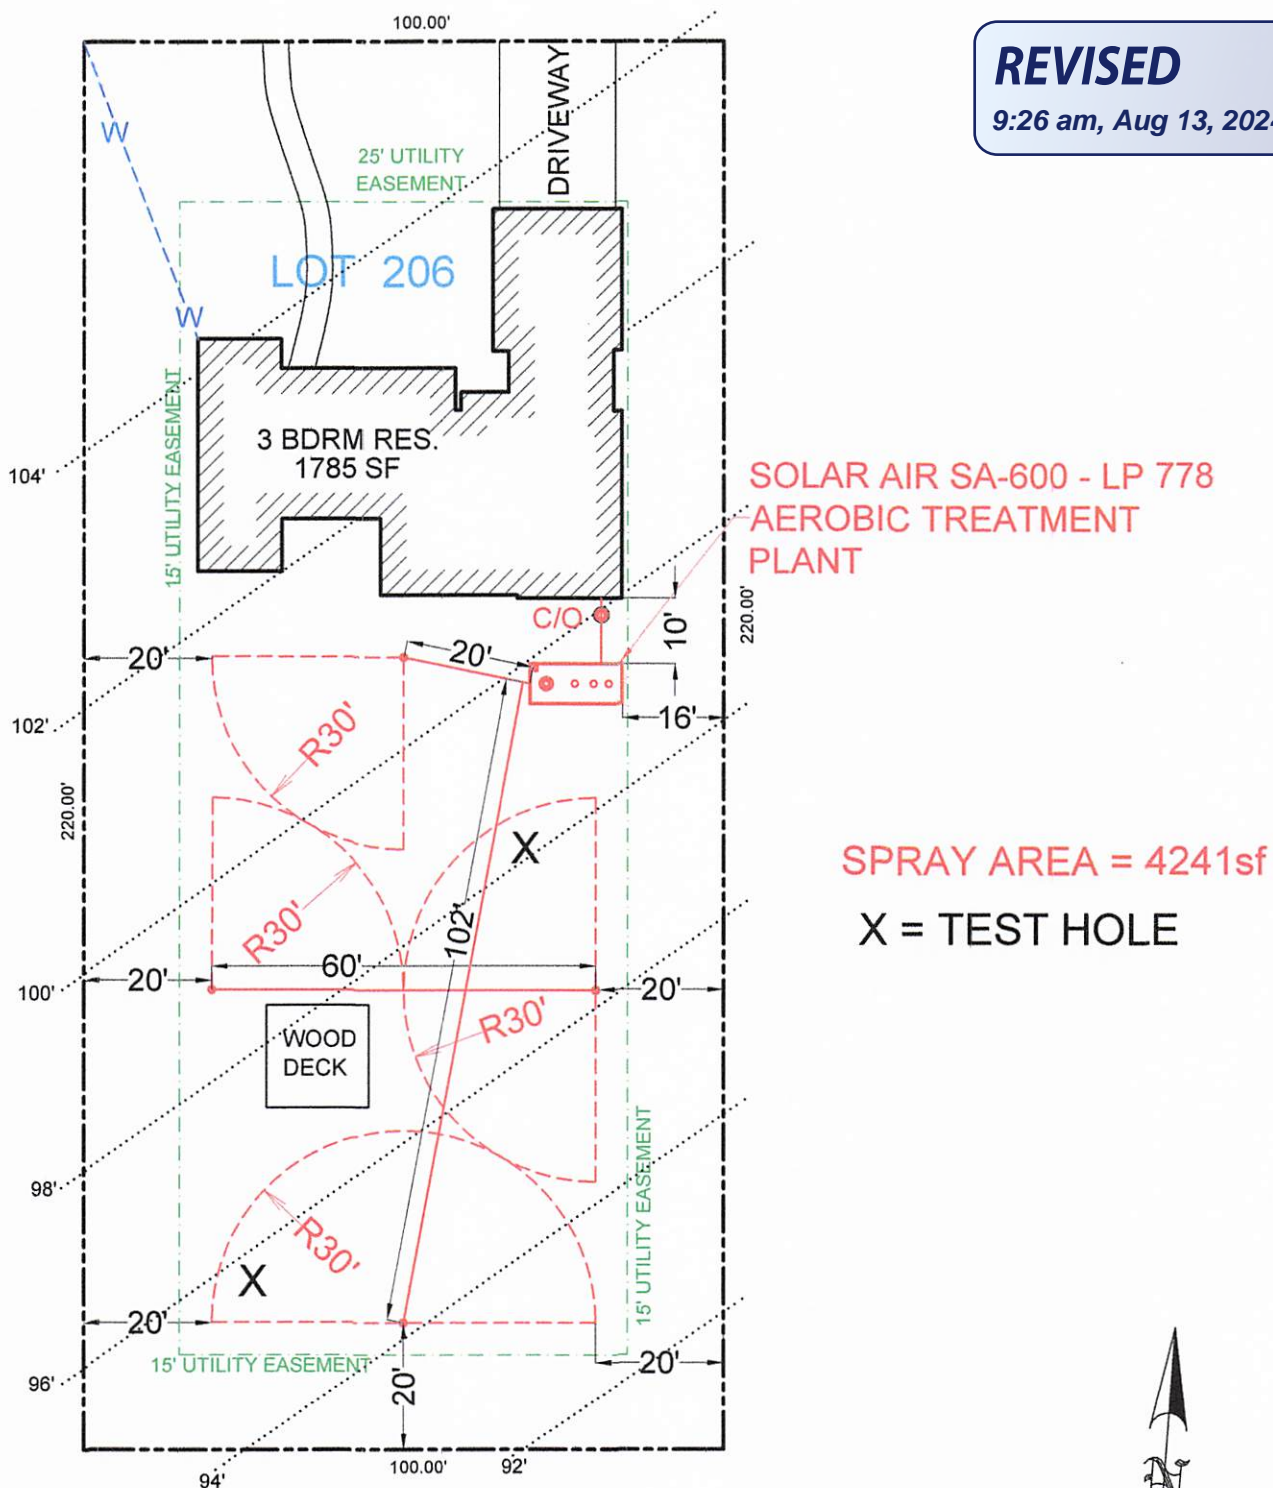 100.00'
REVISED
9:26 am, Aug 13, 202
DRIVEWAY
W
25' UTILITY
EASEMENT
LOT 206
W
15' UTILITY EASEMENT
3 BDRM RES.
1785 SF
104'
SOLAR AIR SA-600 - LP 778
AEROBIC TREATMENT
PLANT
C/O
10'
220.00'
20'
20'
16'
102'
R30'
220.00'
X
SPRAY AREA = 4241sf
X = TEST HOLE
R30'
102'
60'
20'
20'
100'
R30'
WOOD
DECK
15' UTILITY EASEMENT
98'
R30'
X
20'
15' UTILITY EASEMENT
20'
20'
96'
100.00'
92'
94'
N